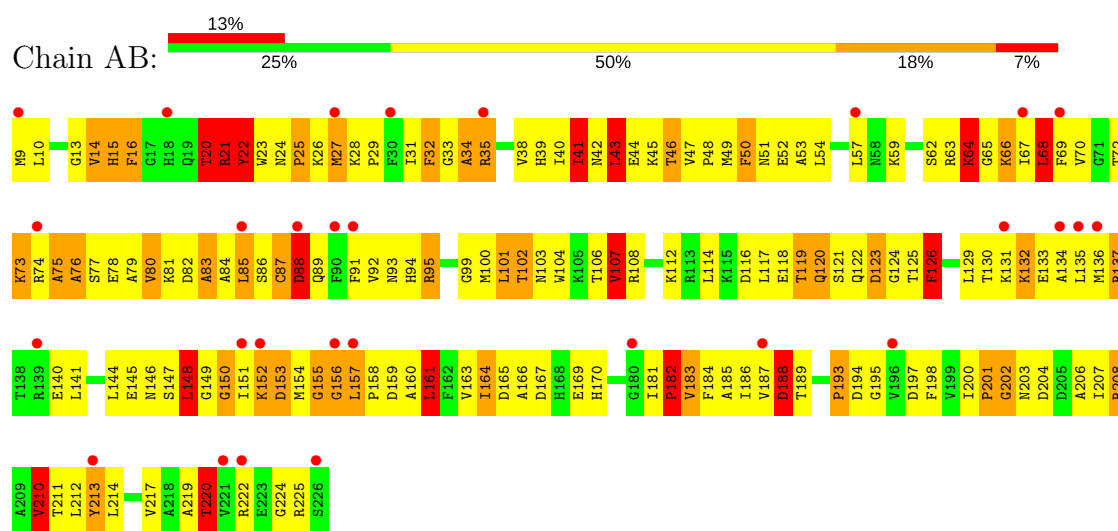 13%
Chain AB:
25% 50% 18% 7%
M9 L10 G13 V14 H15 F16 G17 H18 Q19 T20 R21 Y22 W23 N24 P25 K26 M27 K28 P29 F30 I31 F32 G33 A34 R35 V38 H39 I40 I41 N42 L43 E44 K45 T46 V47 P48 M49 F50 N51 E52 A53 L54 L57 N58 K59 S62 R63 K64 G65 K66 I67 L68 F69 V70 G71 T72
K73 R74 A75 A76 S77 E78 A79 V80 K81 D82 A83 A84 L85 S86 C87 D88 Q89 F90 F91 V92 N93 H94 R95 G99 M100 L101 T102 N103 W104 K105 T106 V107 R108 K112 R113 L114 K115 D116 L117 E118 T119 Q120 S121 Q122 D123 G124 T125 F126 L129 T130 K131 K132 E133 A134 L135 M136 R137
T138 R139 E140 L141 L144 E145 N146 S147 L148 G149 G150 I151 K152 D153 M154 G155 G156 L157 P158 D159 A160 L161 F162 V163 I164 D165 A166 D167 H168 E169 H170 G180 I181 P182 V183 F184 A185 I186 V187 D188 T189 P193 D194 G195 V196 D197 F198 V199 I200 P201 G202 N203 D204 D205 A206 I207 R208
A209 V210 T211 L212 Y213 L214 V217 A218 A219 T220 V221 R222 E223 G224 R225 S226